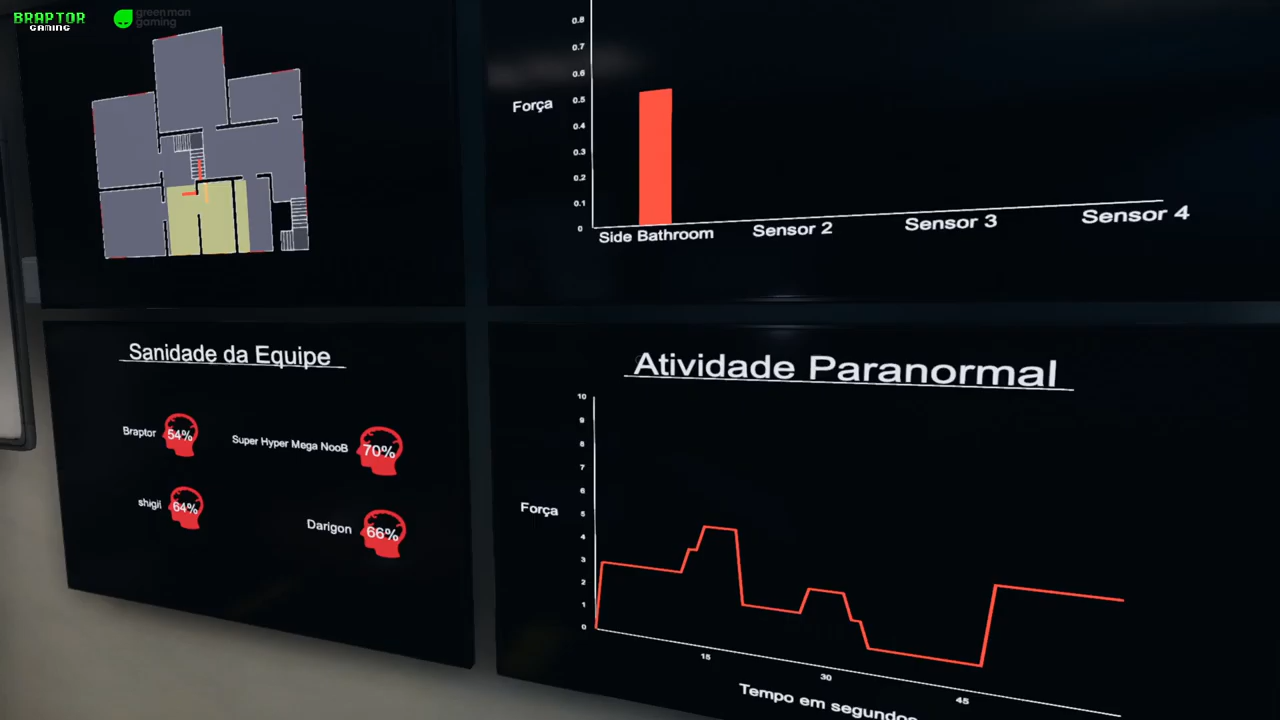 BRAPTOR
GAMING
green man
gaming
0.8
0.7
0.6
Força
0.5
0.4
0.3
0.2
0.1
0
Side Bathroom
Sensor 2
Sensor 3
Sensor 4
Sanidade da Equipe
Braptor
54%
Super Hyper Mega NooB
70%
shigii
64%
Darigon
66%
Atividade Paranormal
10
9
8
7
6
Força
5
4
3
2
1
0
15
30
45
Tempo em segundos